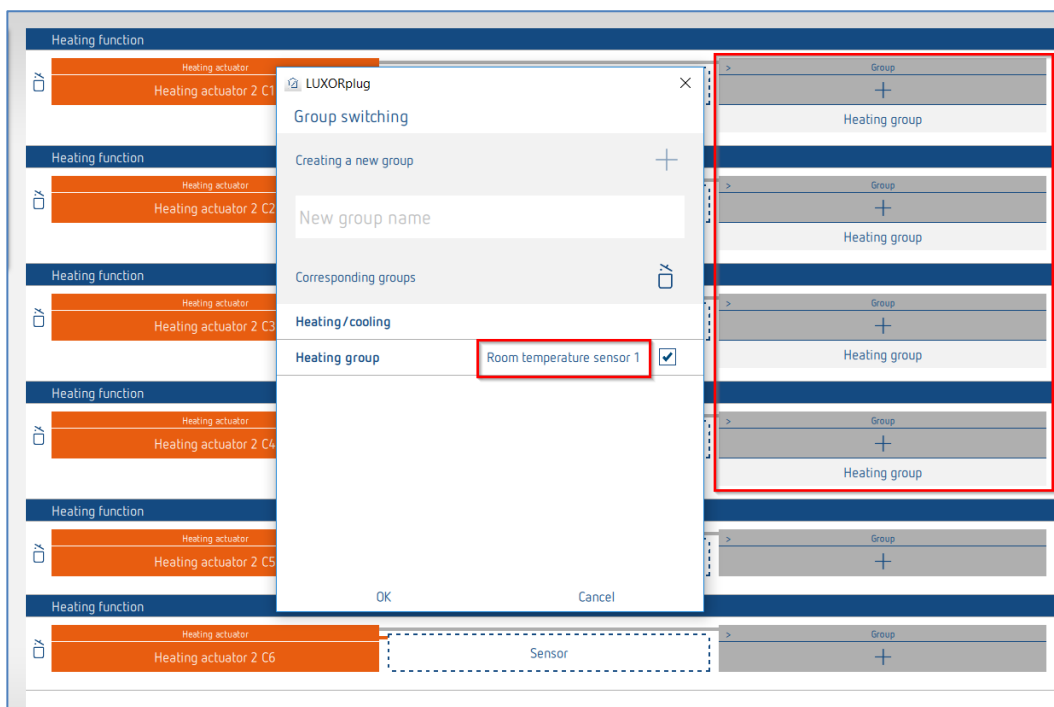 Heating function
Heating actuator
Heating actuator 2 C1
> Group
+
Heating group
LUXORplug
Group switching
Creating a new group
New group name
Corresponding groups
Heating/cooling
Heating group Room temperature sensor 1
OK Cancel
Heating function
Heating actuator
Heating actuator 2 C2
> Group
+
Heating group
Heating function
Heating actuator
Heating actuator 2 C3
> Group
+
Heating group
Heating function
Heating actuator
Heating actuator 2 C4
> Group
+
Heating group
Heating function
Heating actuator
Heating actuator 2 C5
> Group
+
Heating function
Heating actuator
Heating actuator 2 C6
Sensor
> Group
+